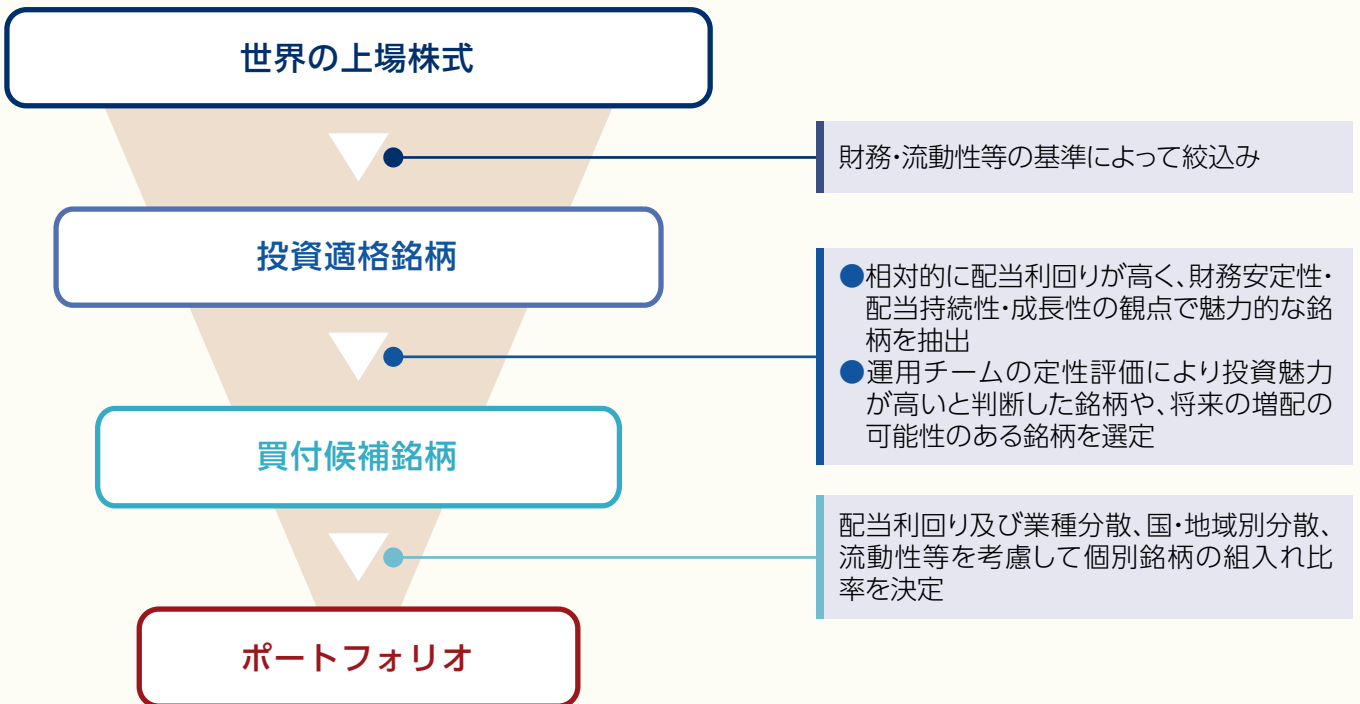 世界の上場株式
財務・流動性等の基準によって絞込み
投資適格銘柄
●相対的に配当利回りが高く、財務安定性・
配当持続性・成長性の観点で魅力的な銘
柄を抽出
●運用チームの定性評価により投資魅力
が高いと判断した銘柄や、将来の増配の
可能性のある銘柄を選定
買付候補銘柄
配当利回り及び業種分散、国・地域別分散、
流動性等を考慮して個別銘柄の組入れ比
率を決定
ポートフォリオ